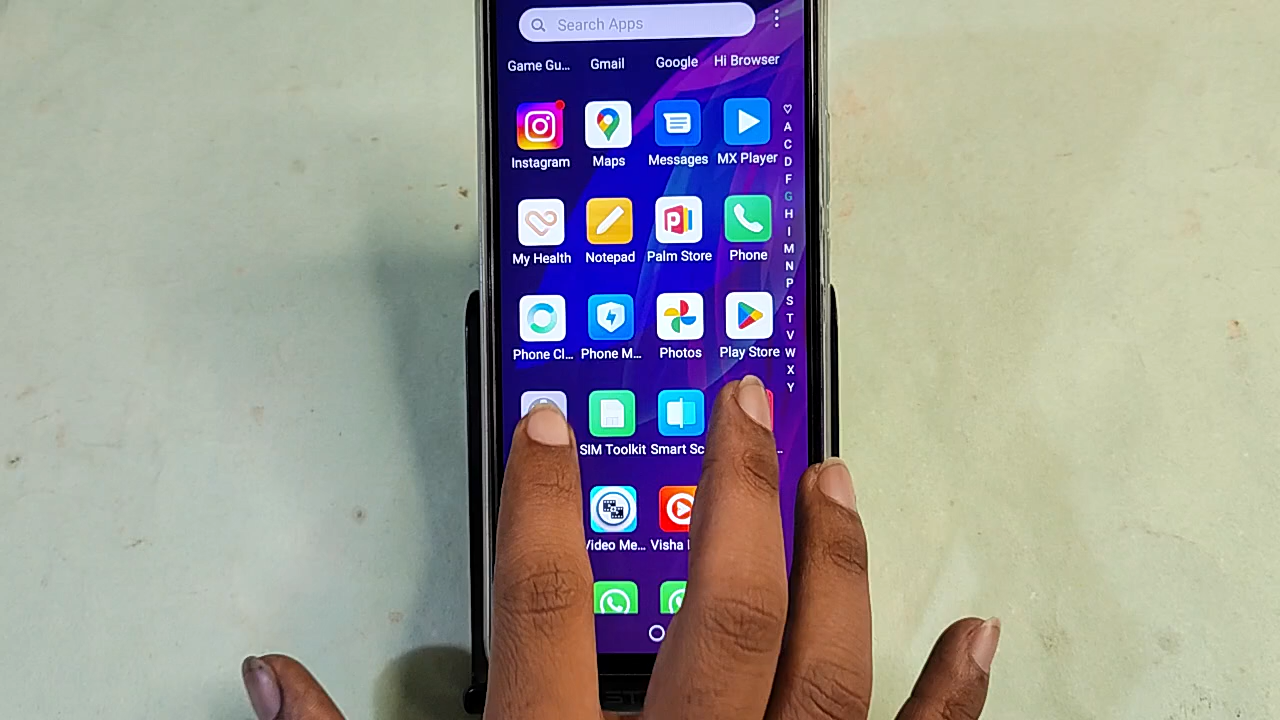 Search Apps
Game Gu... Gmail Google Hi Browser
Instagram Maps Messages MX Player
My Health Notepad Palm Store Phone
Phone Cl... Phone M... Photos Play Store
SIM Toolkit Smart Sc
Video Me... Visha
♡
A
C
D
F
G
H
I
M
N
P
S
T
V
W
X
Y